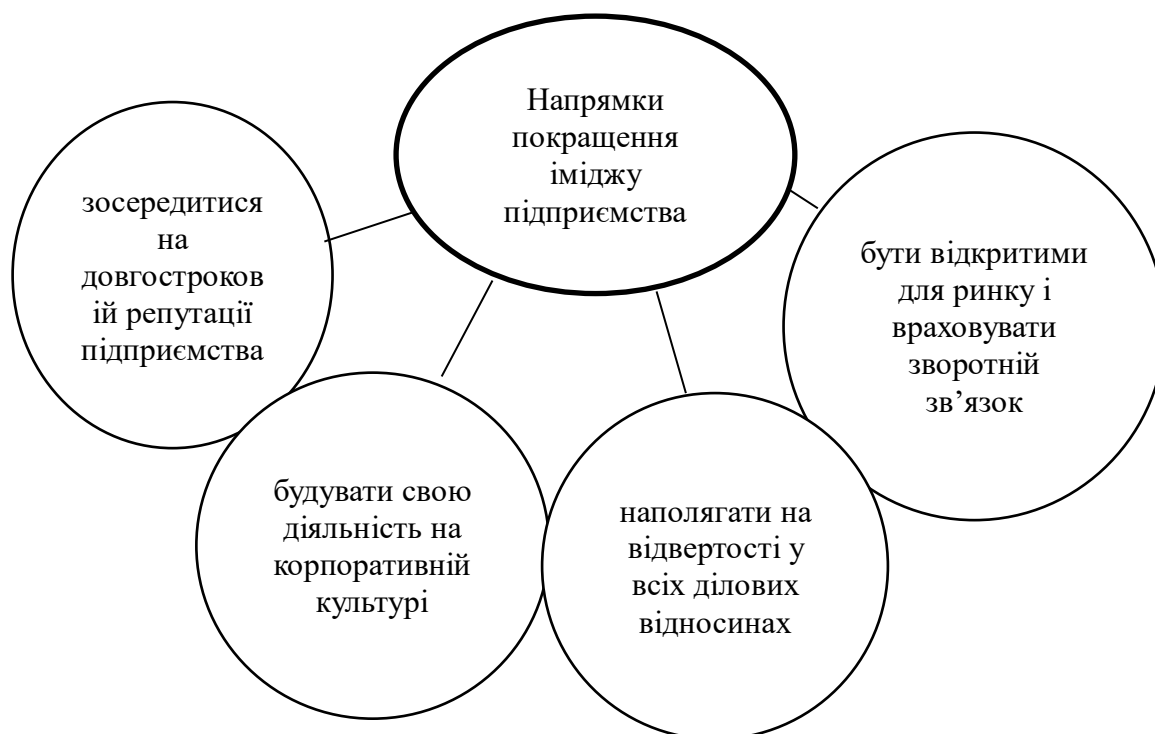 Напрямки
покращення
іміджу
підприємства
зосередитися
на
довгостроков
ій репутації
підприємства
будувати свою
діяльність на
корпоративній
культурі
наполягати на
відвертості у
всіх ділових
відносинах
бути відкритими
для ринку і
враховувати
зворотній
зв’язок